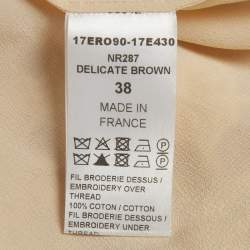 17ERO90-17E430
NR287
DELICATE BROWN
38
MADE IN
FRANCE
P
P
FIL BRODERIE DESSUS /
EMBROIDERY OVER
THREAD
100% COTON / COTTON
FIL BRODERIE DESSOUS /
EMBROIDERY UNDER
THREAD